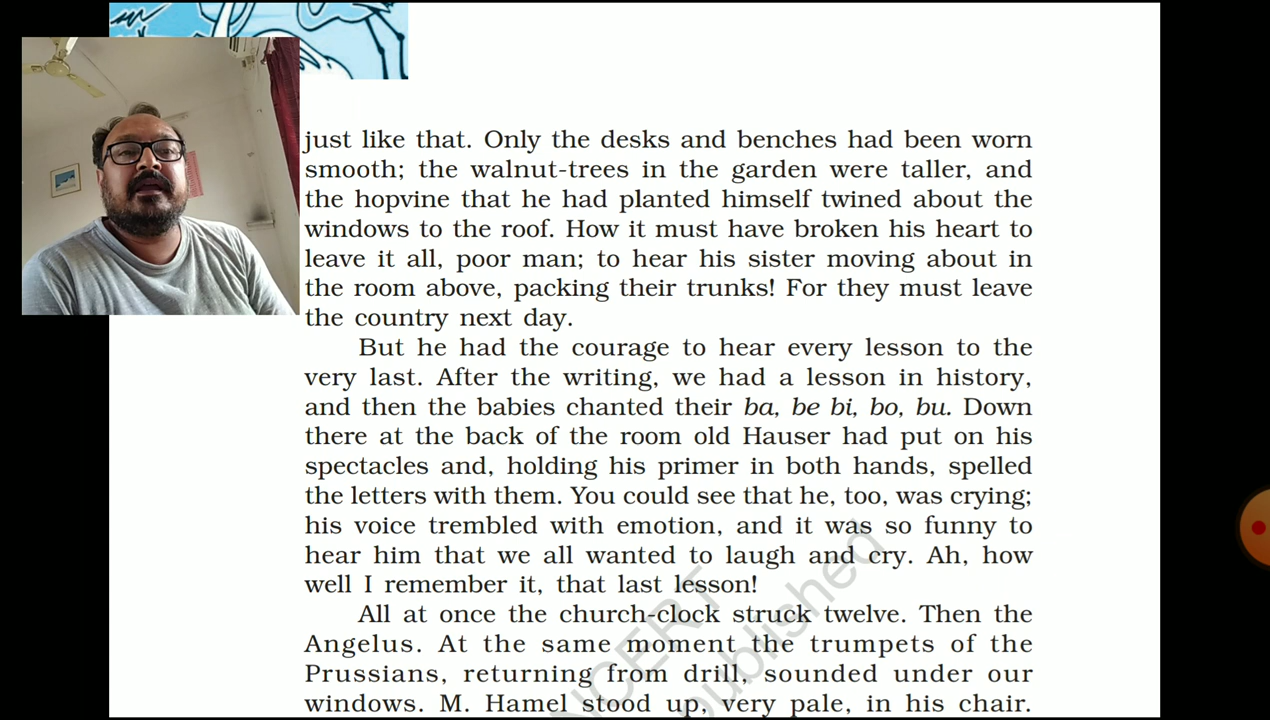 just like that. Only the desks and benches had been worn
smooth; the walnut-trees in the garden were taller, and
the hopvine that he had planted himself twined about the
windows to the roof. How it must have broken his heart to
leave it all, poor man; to hear his sister moving about in
the room above, packing their trunks! For they must leave
the country next day.
But he had the courage to hear every lesson to the
very last. After the writing, we had a lesson in history,
and then the babies chanted their ba, be bi, bo, bu. Down
there at the back of the room old Hauser had put on his
spectacles and, holding his primer in both hands, spelled
the letters with them. You could see that he, too, was crying;
his voice trembled with emotion, and it was so funny to
hear him that we all wanted to laugh and cry. Ah, how
well I remember it, that last lesson!
All at once the church-clock struck twelve. Then the
Angelus. At the same moment the trumpets of the
Prussians, returning from drill, sounded under our
windows. M. Hamel stood up, very pale, in his chair.
NCERT
published